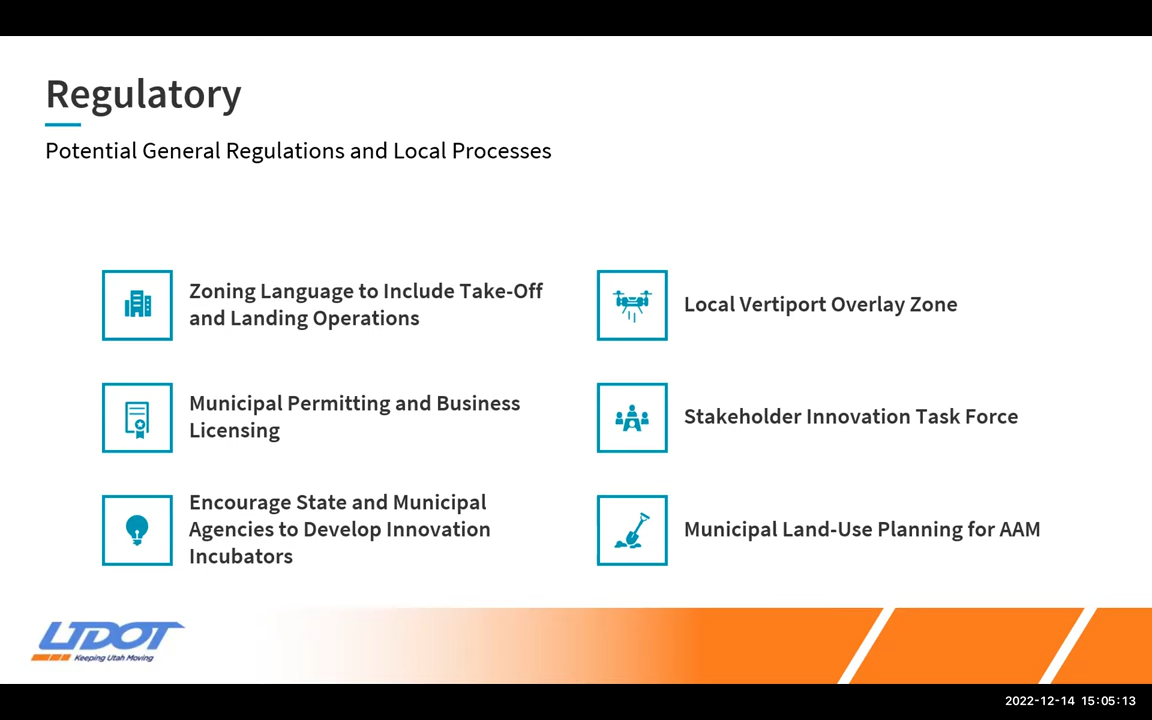 Regulatory
Potential General Regulations and Local Processes
Zoning Language to Include Take-Off
and Landing Operations
Local Vertiport Overlay Zone
Municipal Permitting and Business
Licensing
Stakeholder Innovation Task Force
Encourage State and Municipal
Agencies to Develop Innovation
Incubators
Municipal Land-Use Planning for AAM
UDOT
Keeping Utah Moving
2022-12-14 15:05:13